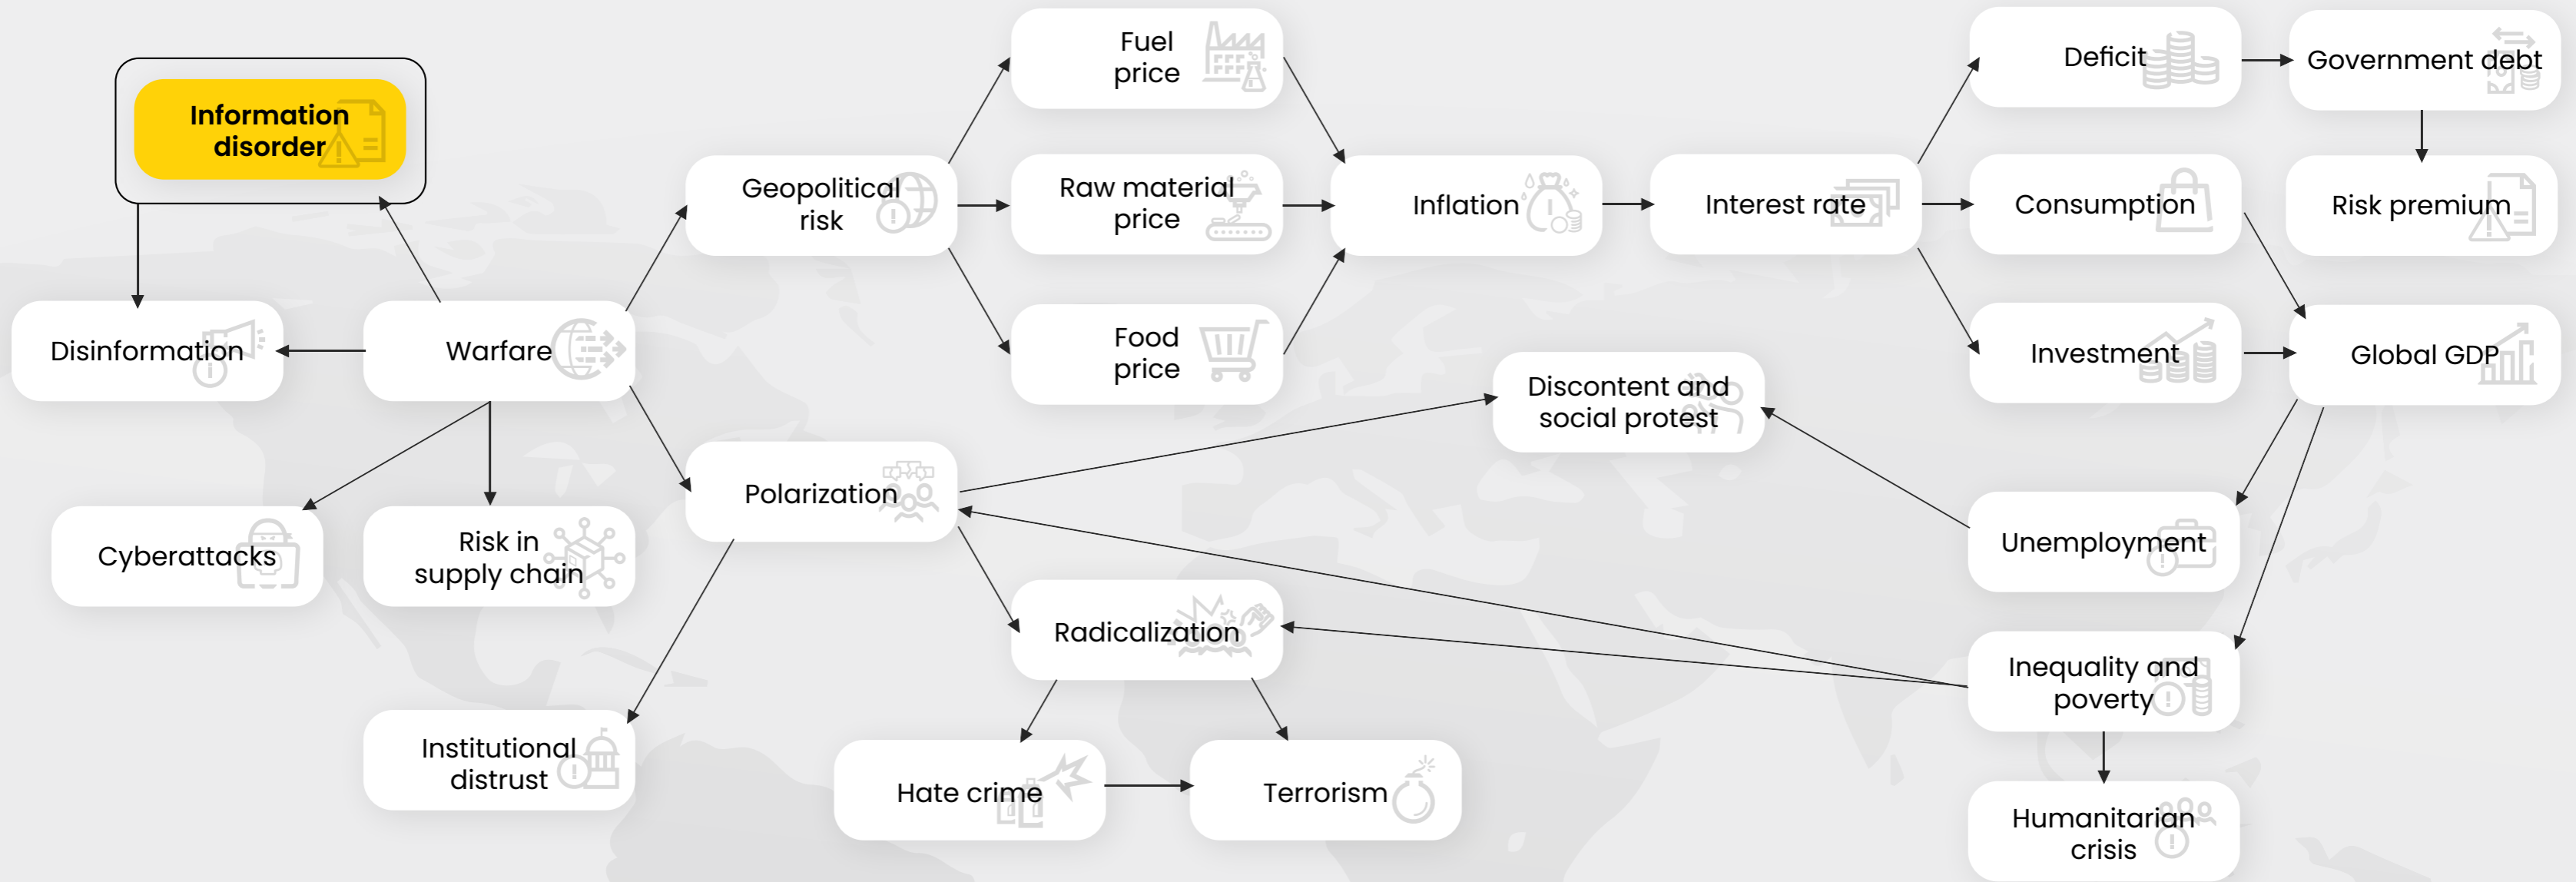 Information
disorder
Disinformation
Warfare
Cyberattacks
Risk in
supply chain
Institutional
distrust
Geopolitical
risk
Polarization
Fuel
price
Raw material
price
Food
price
Radicalization
Hate crime
Terrorism
Inflation
Discontent and
social protest
Interest rate
Deficit
Government debt
Consumption
Risk premium
Investment
Global GDP
Unemployment
Inequality and
poverty
Humanitarian
crisis